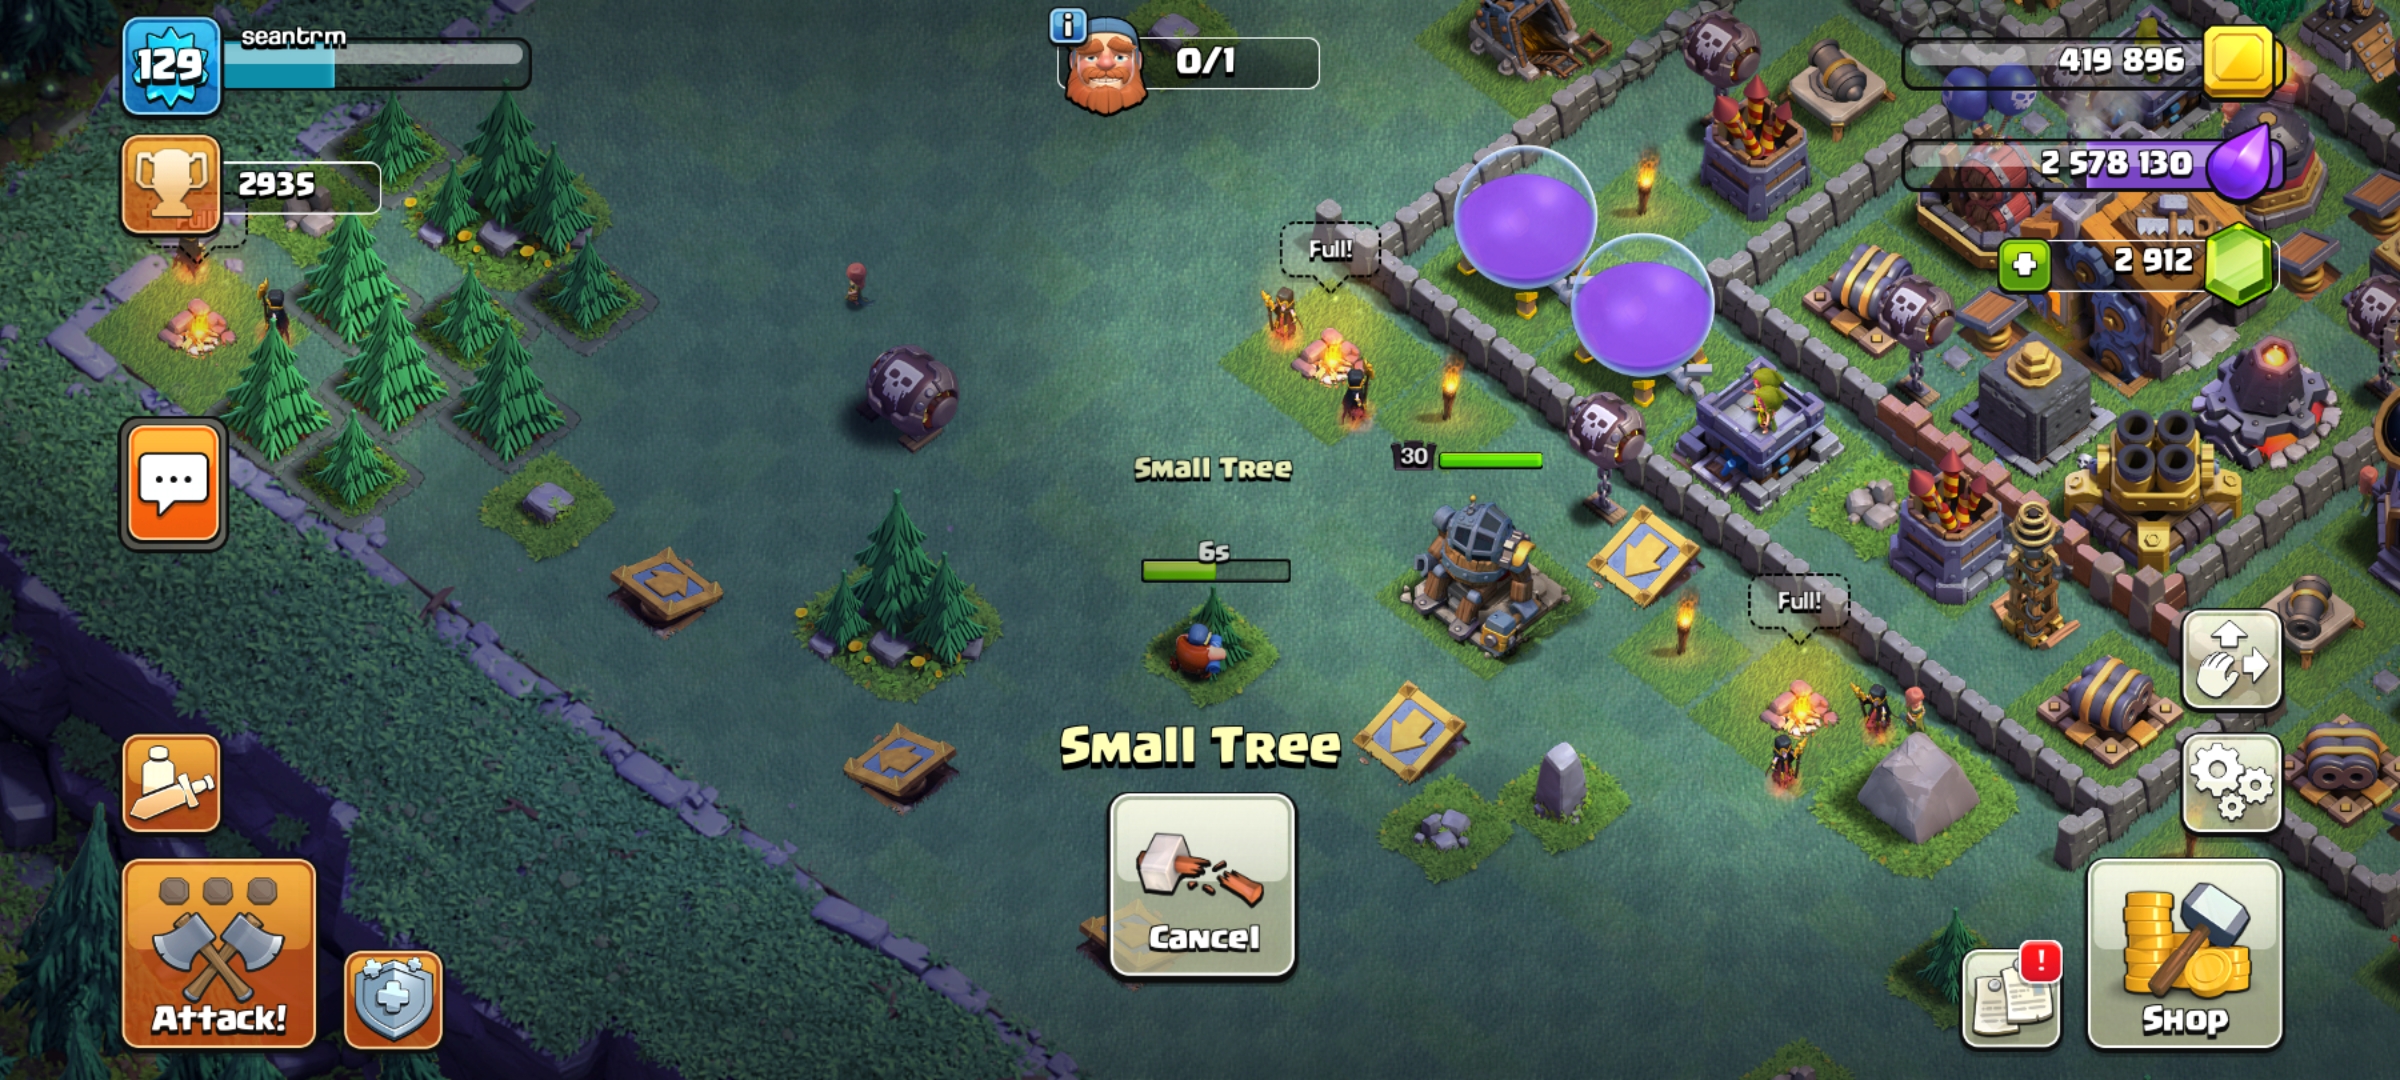 129
seantrm
0/1
419 896
2935
2 578 130
Full!
2 912
30
Small Tree
6s
Full!
Small Tree
Cancel
!
Attack!
Shop